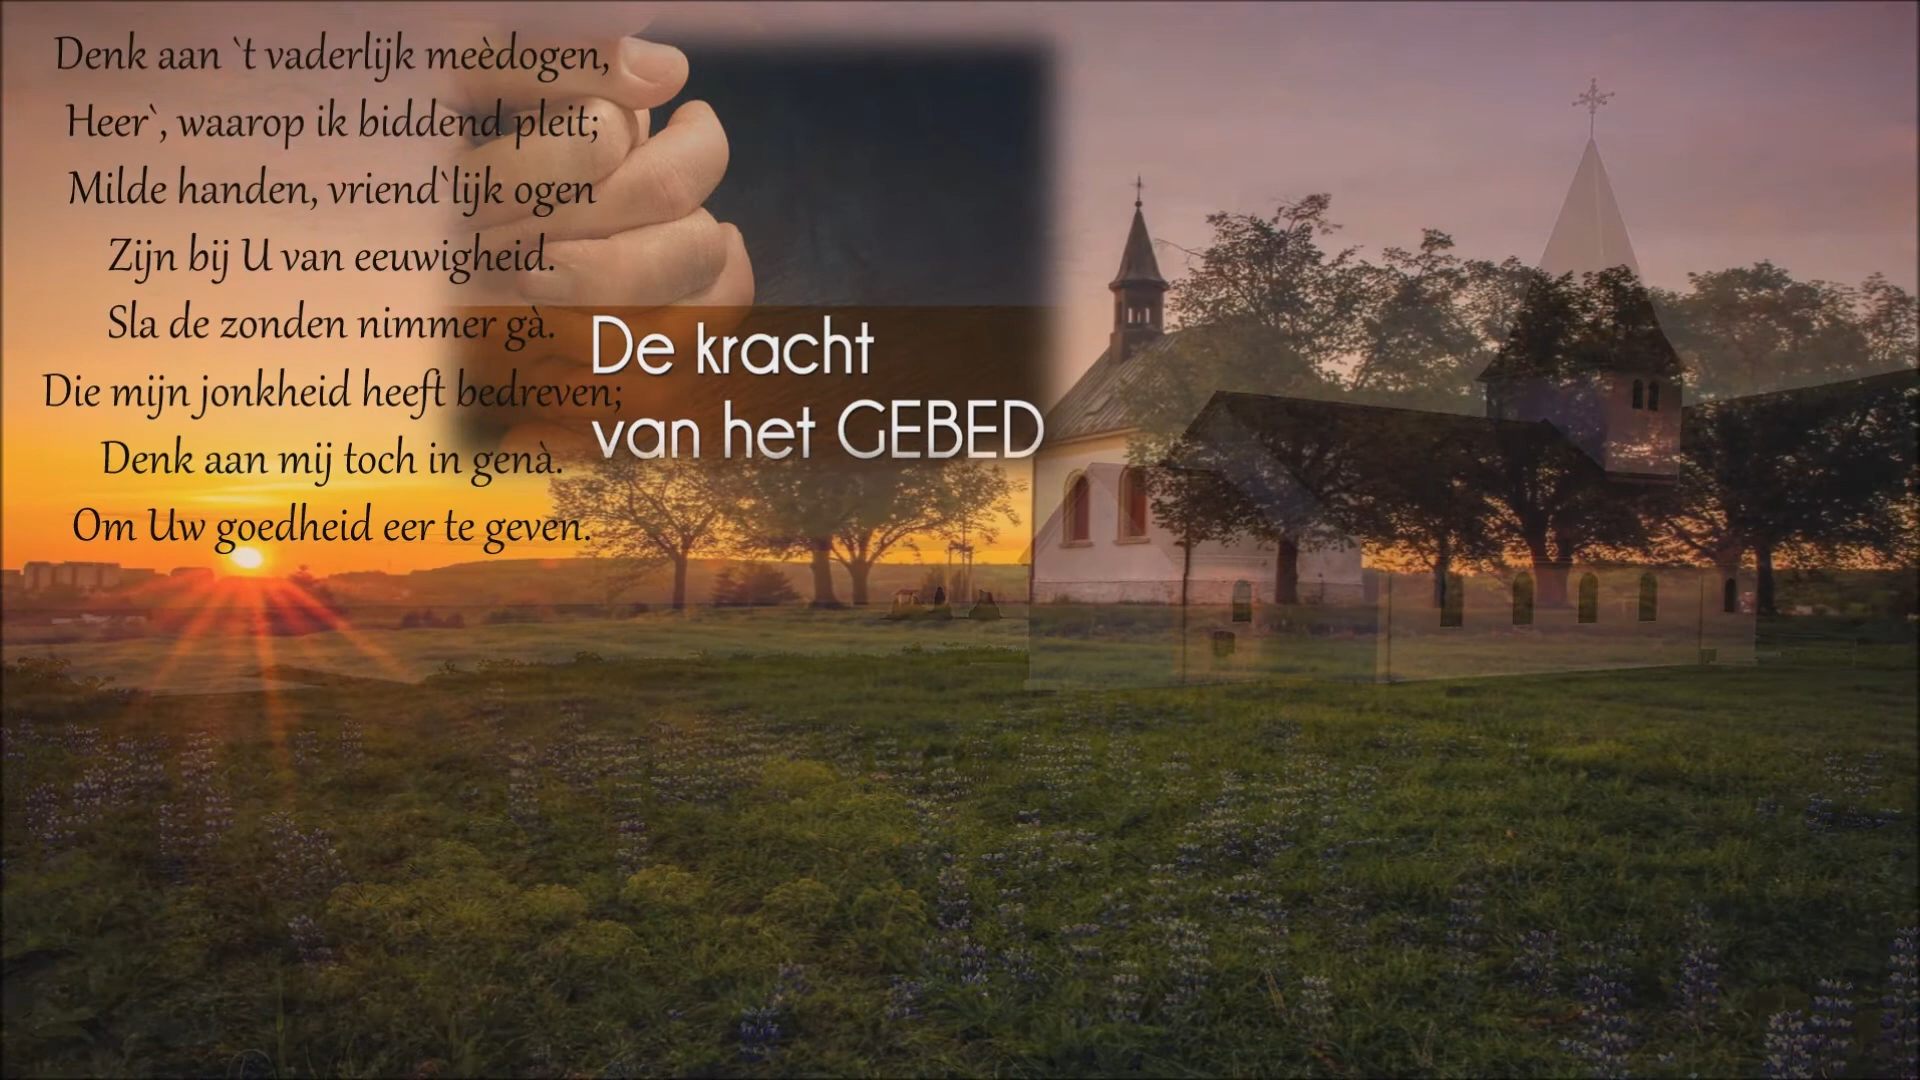 Denk aan `t vaderlijk meèdogen,
Heer`, waarop ik biddend pleit;
Milde handen, vriend`lijk ogen
Zijn bij U van eeuwigheid.
Sla de zonden nimmer gà.
Die mijn jonkheid heeft bedreven;
Denk aan mij toch in genà.
Om Uw goedheid eer te geven.
De kracht
van het GEBED